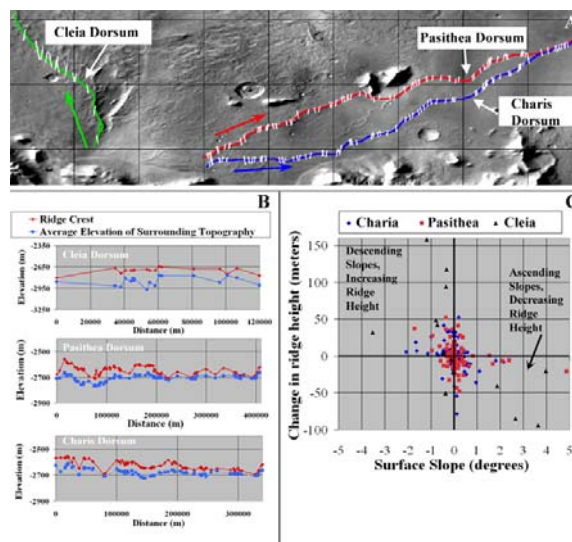 A
Cleia Dorsum
Pasithea Dorsum
Charis
Dorsum
B
Ridge Crest
Average Elevation of Surrounding Topography
Elevation (m)
-2350
-2650
-2950
-3250
Cleia Dorsum
0 20000 40000 60000 80000 100000 120000
Distance (m)
Elevation (m)
-2500
-2700
-2900
Pasithea Dorsum
0 100000 200000 300000 400000
Distance (m)
Elevation (m)
-2500
-2700
-2900
Charis Dorsum
0 100000 200000 300000
Distance (m)
C
Charia Pasithea Cleia
Change in ridge height (meters)
150
100
50
0
-50
-100
Descending
Slopes,
Increasing
Ridge
Height
Ascending
Slopes,
Decreasing
Ridge
Height
-5 -4 -3 -2 -1 0 1 2 3 4 5
Surface Slope (degrees)